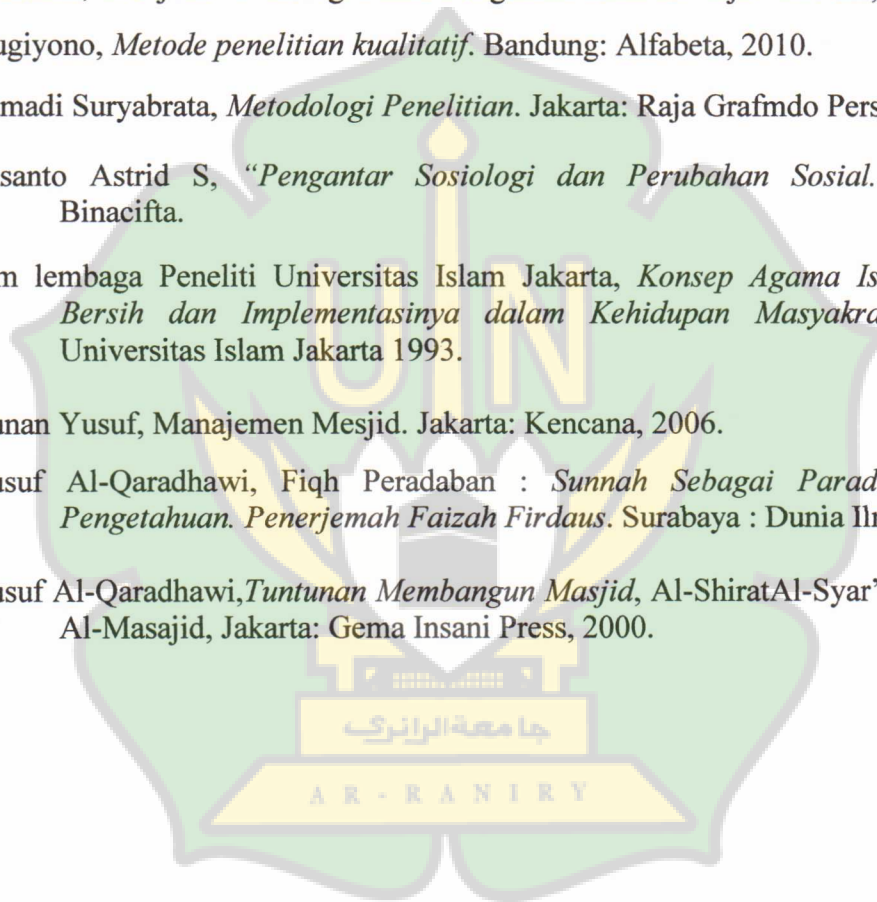 ugiyono, Metode penelitian kualitatif. Bandung: Alfabeta, 2010.
madi Suryabrata, Metodologi Penelitian. Jakarta: Raja Grafmdo Pers
santo Astrid S, “Pengantar Sosiologi dan Perubahan Sosial.
Binacifta.
m lembaga Peneliti Universitas Islam Jakarta, Konsep Agama Is
Bersih dan Implementasinya dalam Kehidupan Masyakra
Universitas Islam Jakarta 1993.
unan Yusuf, Manajemen Mesjid. Jakarta: Kencana, 2006.
usuf Al-Qaradhawi, Fiqh Peradaban : Sunnah Sebagai Parad
Pengetahuan. Penerjemah Faizah Firdaus. Surabaya : Dunia Iln
usuf Al-Qaradhawi,Tuntunan Membangun Masjid, Al-ShiratAl-Syar’
Al-Masajid, Jakarta: Gema Insani Press, 2000.
UIN
جامعة الرانري
AR-RANIRY